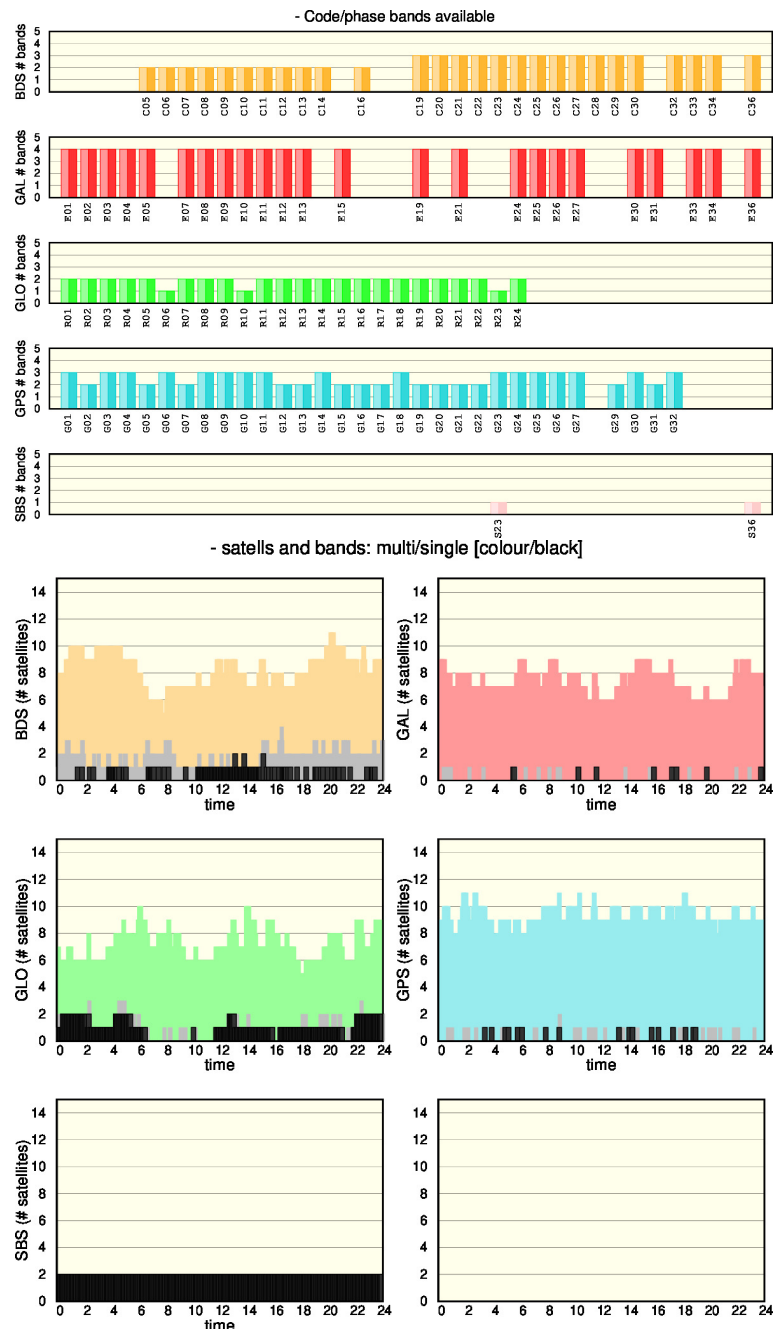 - Code/phase bands available
BDS # bands
5
4
3
2
1
0
C05 C06 C07 C08 C09 C10 C11 C12 C13 C14 C16 C19 C20 C21 C22 C23 C24 C25 C26 C27 C28 C29 C30 C32 C33 C34 C36
GAL # bands
5
4
3
2
1
0
E01 E02 E03 E04 E05 E07 E08 E09 E10 E11 E12 E13 E15 E19 E21 E24 E25 E26 E27 E30 E31 E33 E34 E36
GLO # bands
5
4
3
2
1
0
R01 R02 R03 R04 R05 R06 R07 R08 R09 R10 R11 R12 R13 R14 R15 R16 R17 R18 R19 R20 R21 R22 R23 R24
GPS # bands
5
4
3
2
1
0
G01 G02 G03 G04 G05 G06 G07 G08 G09 G10 G11 G12 G13 G14 G15 G16 G17 G18 G19 G20 G21 G22 G23 G24 G25 G26 G27 G29 G30 G31 G32
SBS # bands
5
4
3
2
1
0
S23 S36
- satells and bands: multi/single [colour/black]
BDS (# satellites)
14
12
10
8
6
4
2
0
0 2 4 6 8 10 12 14 16 18 20 22 24
time
GAL (# satellites)
14
12
10
8
6
4
2
0
0 2 4 6 8 10 12 14 16 18 20 22 24
time
GLO (# satellites)
14
12
10
8
6
4
2
0
0 2 4 6 8 10 12 14 16 18 20 22 24
time
GPS (# satellites)
14
12
10
8
6
4
2
0
0 2 4 6 8 10 12 14 16 18 20 22 24
time
SBS (# satellites)
14
12
10
8
6
4
2
0
0 2 4 6 8 10 12 14 16 18 20 22 24
time
14
12
10
8
6
4
2
0
0 2 4 6 8 10 12 14 16 18 20 22 24